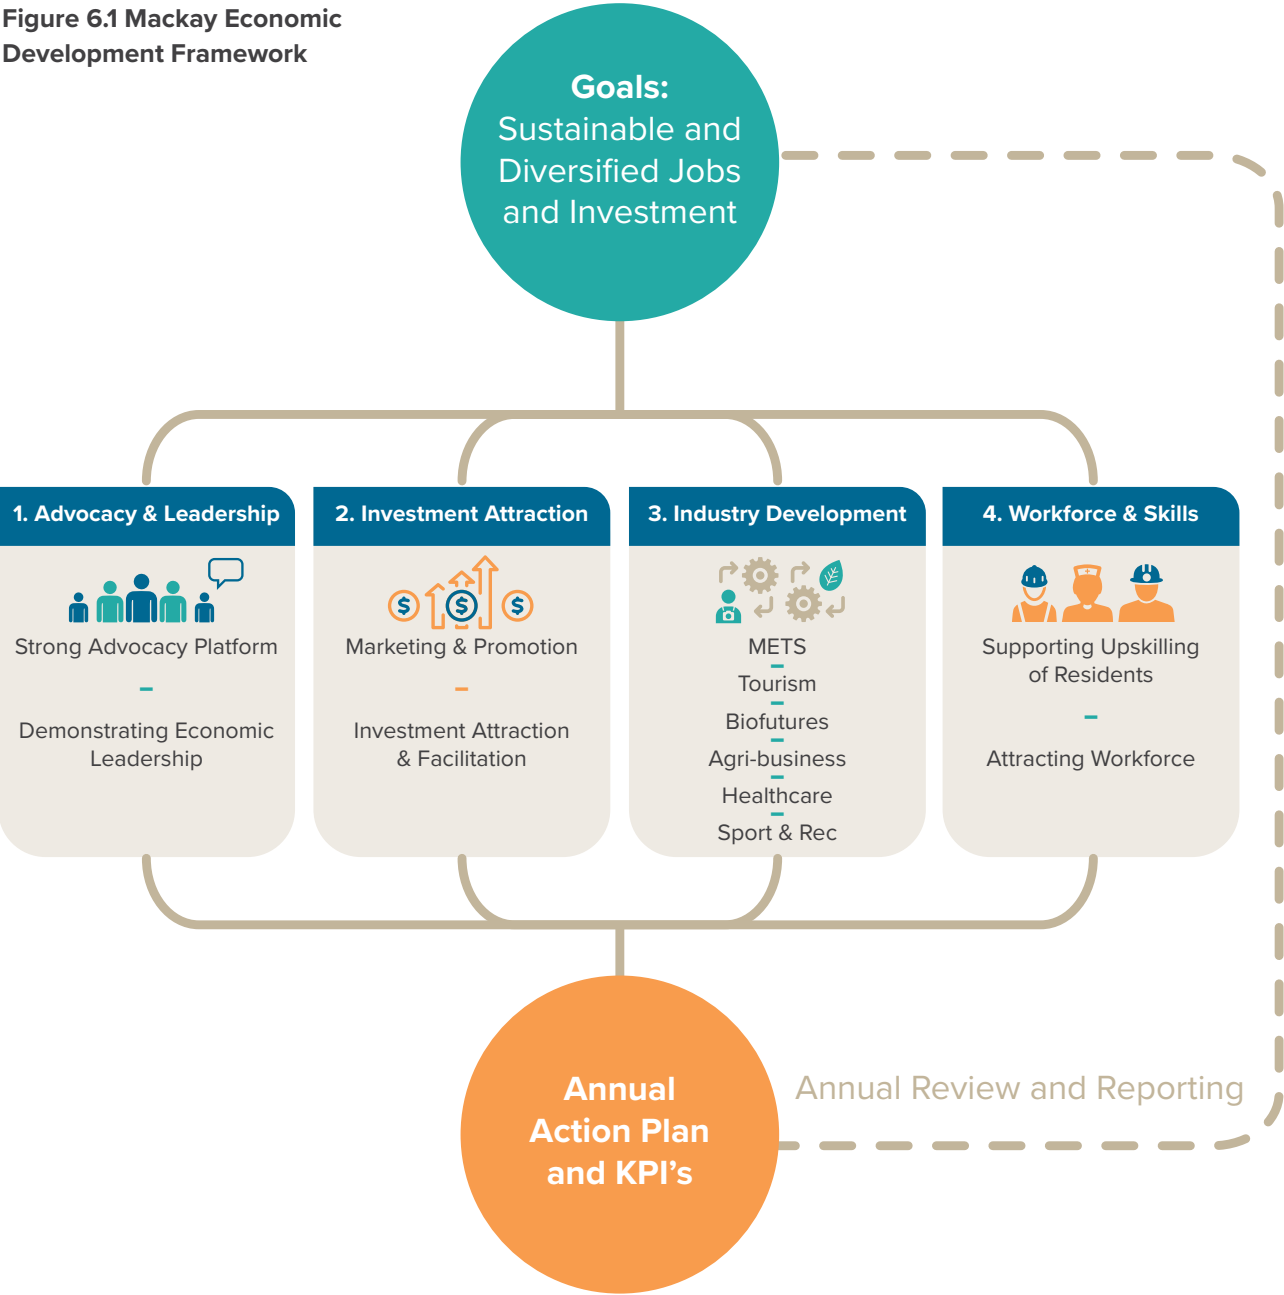 Figure 6.1 Mackay Economic
Development Framework
Goals:
Sustainable and
Diversified Jobs
and Investment
1. Advocacy & Leadership
Strong Advocacy Platform
–
Demonstrating Economic
Leadership
2. Investment Attraction
$ $ $
Marketing & Promotion
–
Investment Attraction
& Facilitation
3. Industry Development
METS
–
Tourism
–
Biofutures
–
Agri-business
–
Healthcare
–
Sport & Rec
4. Workforce & Skills
Supporting Upskilling
of Residents
–
Attracting Workforce
Annual
Action Plan
and KPI’s
Annual Review and Reporting